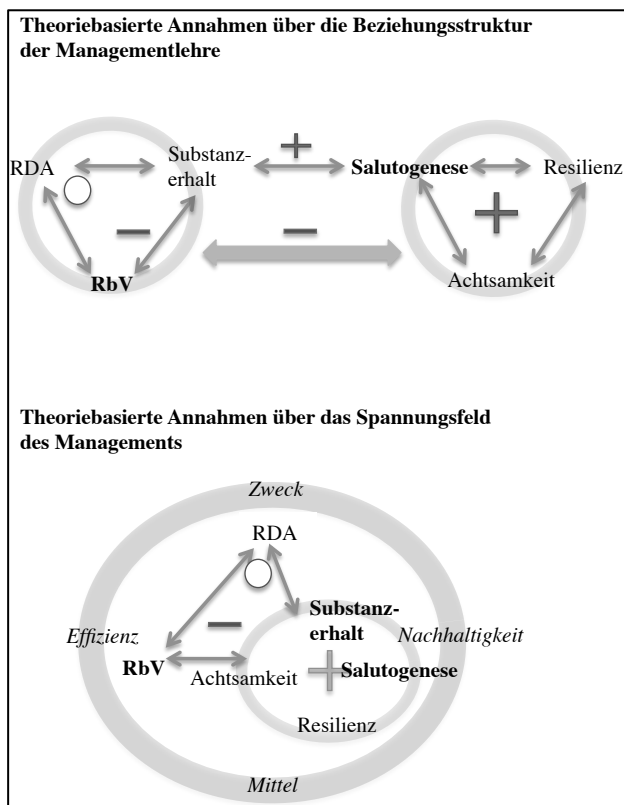 Theoriebasierte Annahmen über die Beziehungsstruktur
der Managementlehre
RDA
Substanz-
erhalt
+
Salutogenese
Resilienz
−
−
+
RbV
Achtsamkeit
Theoriebasierte Annahmen über das Spannungsfeld
des Managements
Zweck
RDA
−
Substanz-
erhalt
Effizienz
Nachhaltigkeit
RbV
Achtsamkeit
+
Salutogenese
Resilienz
Mittel